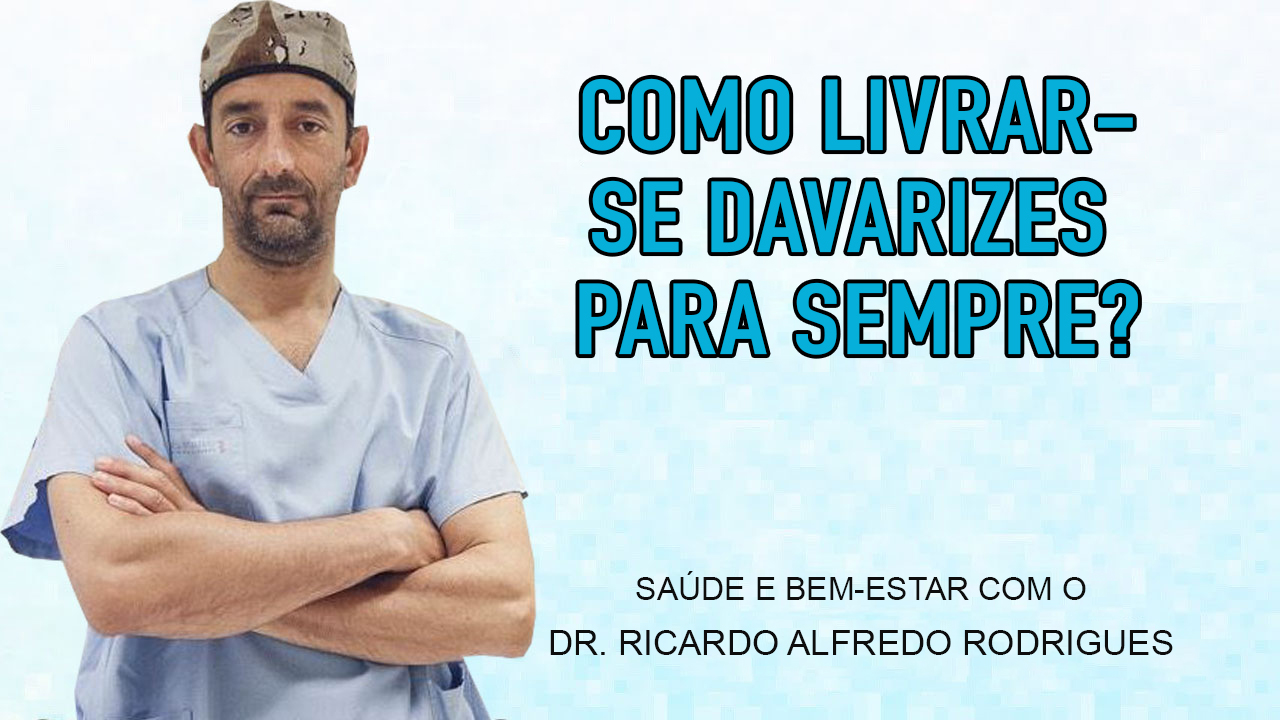 COMO LIVRAR-
SE DAVARIZES
PARA SEMPRE?
SAÚDE E BEM-ESTAR COM O
DR. RICARDO ALFREDO RODRIGUES